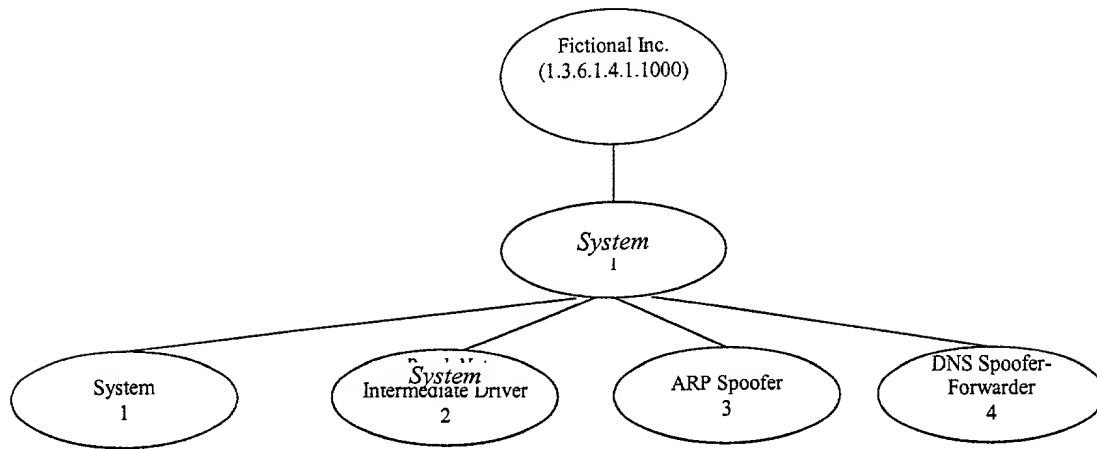 Fictional Inc.
(1.3.6.1.4.1.1000)
System
1
System
1
System
Intermediate Driver
2
ARP Spoofer
3
DNS Spoofer-
Forwarder
4